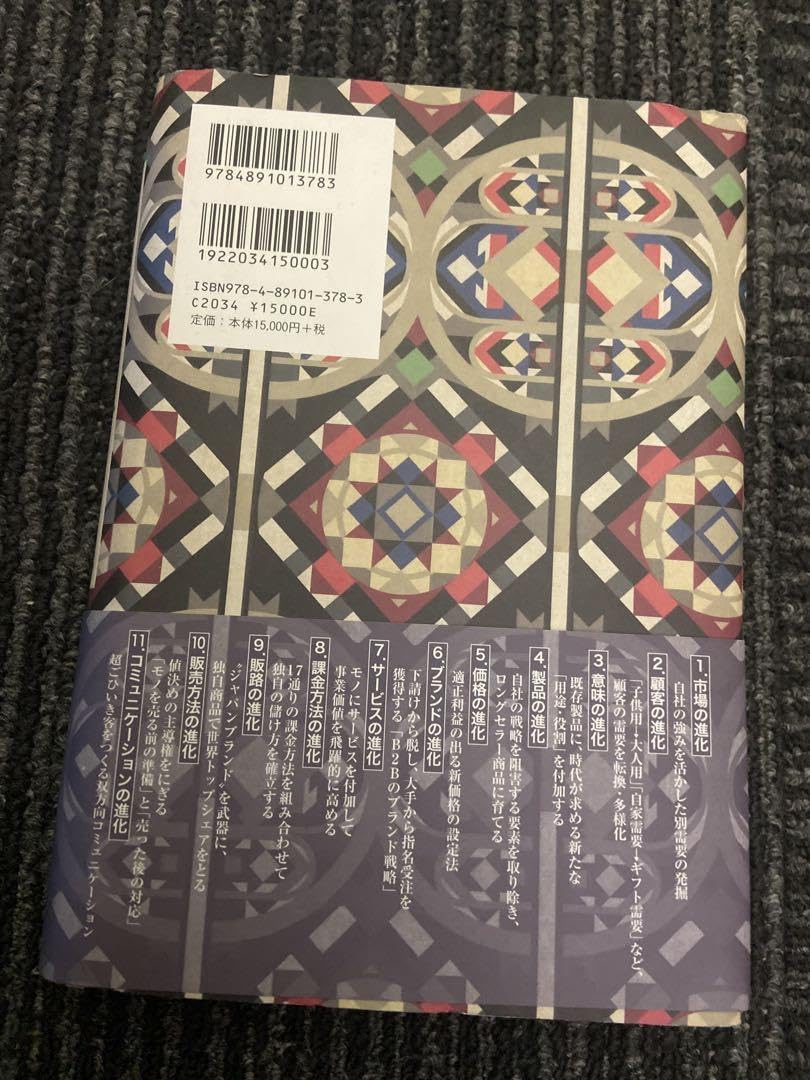 9784891013783
1922034150003
ISBN978-4-89101-378-3
C2034 ¥15000E
定価：本体15,000円＋税
1. 市場の進化
自社の強みを活かした別需要の発掘
2. 顧客の進化
「子供用→大人用」「自家需要→ギフト需要」など、
顧客の需要を転換・多様化
3. 意味の進化
既存製品に、時代が求める新たな
「用途・役割」を付加する
4. 製品の進化
自社の戦略を阻害する要素を取り除き、
ロングセラー商品に育てる
5. 価格の進化
適正利益の出る新価格の設定法
6. ブランドの進化
下請けから脱し、大手から指名受注を
獲得する「B2Bのブランド戦略」
7. サービスの進化
モノにサービスを付加して
事業価値を飛躍的に高める
8. 課金方法の進化
17通りの課金方法を組み合わせて
独自の儲け方を確立する
9. 販路の進化
“ジャパンブランド”を武器に、
独自商品で世界トップシェアをとる
10. 販売方法の進化
値決めの主導権をにぎる
「モノを売る前の準備」と「売った後の対応」
11. コミュニケーションの進化
超ごひいき客をつくる双方向コミュニケーション